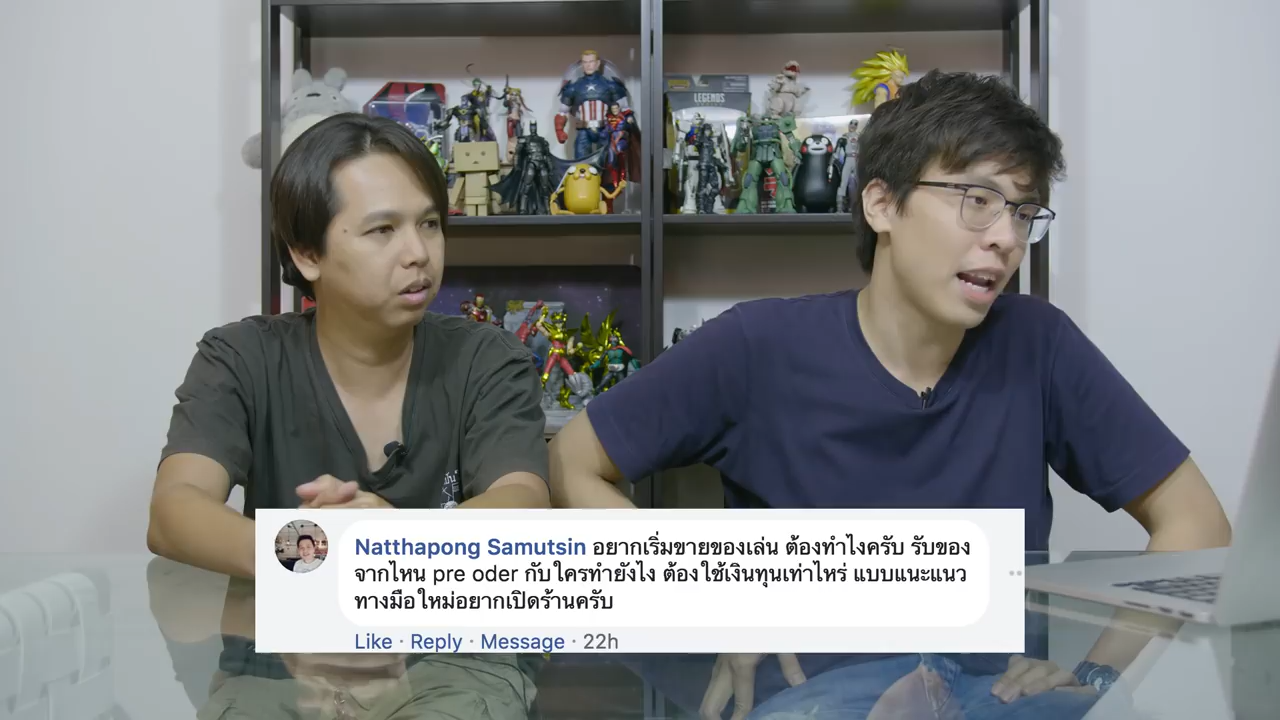 LEGENDS
Natthapong Samutsin อยากเริ่มขายของเล่น ต้องทำไงครับ รับของ
จากไหน pre oder กับใครทำยังไง ต้องใช้เงินทุนเท่าไหร่ แบบแนะแนว
ทางมือใหม่อยากเปิดร้านครับ
Like · Reply · Message · 22h